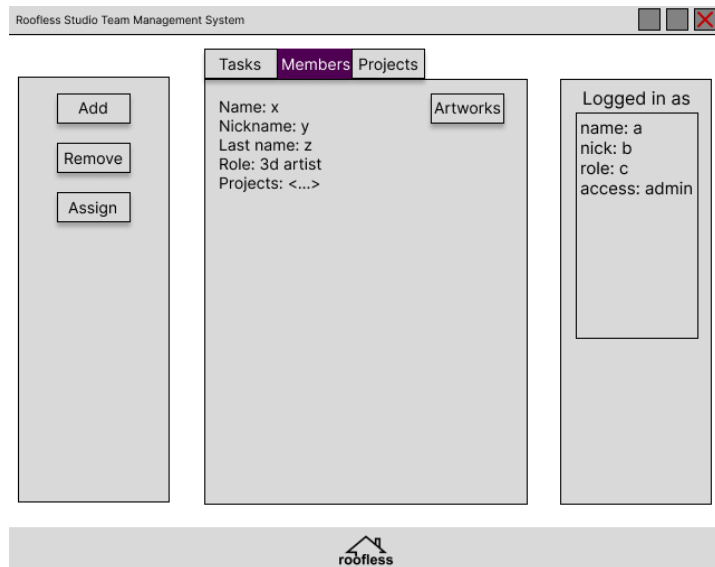 Roofless Studio Team Management System
Tasks
Members
Projects
Add
Remove
Assign
Name: x
Nickname: y
Last name: z
Role: 3d artist
Projects: <...>
Artworks
Logged in as
name: a
nick: b
role: c
access: admin
roofless